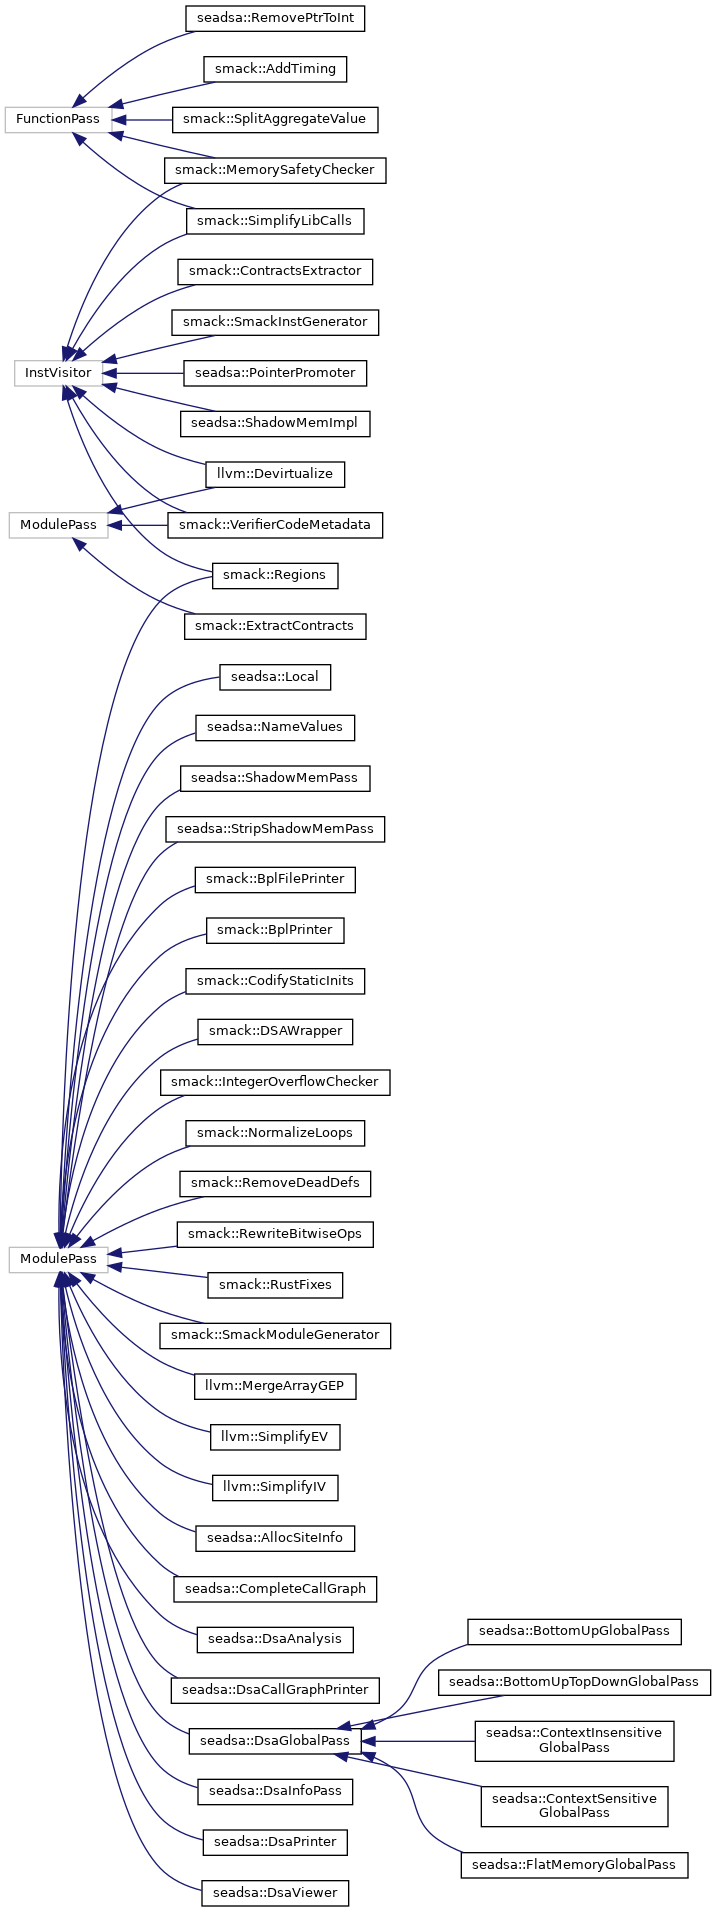 seadsa::RemovePtrToInt
smack::AddTiming
FunctionPass
smack::SplitAggregateValue
smack::MemorySafetyChecker
smack::SimplifyLibCalls
smack::ContractsExtractor
smack::SmackInstGenerator
InstVisitor
seadsa::PointerPromoter
seadsa::ShadowMemImpl
llvm::Devirtualize
ModulePass
smack::VerifierCodeMetadata
smack::Regions
smack::ExtractContracts
seadsa::Local
seadsa::NameValues
seadsa::ShadowMemPass
seadsa::StripShadowMemPass
smack::BplFilePrinter
smack::BplPrinter
smack::CodifyStaticInits
smack::DSAWrapper
smack::IntegerOverflowChecker
smack::NormalizeLoops
smack::RemoveDeadDefs
smack::RewriteBitwiseOps
ModulePass
smack::RustFixes
smack::SmackModuleGenerator
llvm::MergeArrayGEP
llvm::SimplifyEV
llvm::SimplifyIV
seadsa::AllocSiteInfo
seadsa::CompleteCallGraph
seadsa::DsaAnalysis
seadsa::BottomUpGlobalPass
seadsa::DsaCallGraphPrinter
seadsa::BottomUpTopDownGlobalPass
seadsa::DsaGlobalPass
seadsa::ContextInsensitive
GlobalPass
seadsa::DsaInfoPass
seadsa::ContextSensitive
GlobalPass
seadsa::DsaPrinter
seadsa::FlatMemoryGlobalPass
seadsa::DsaViewer